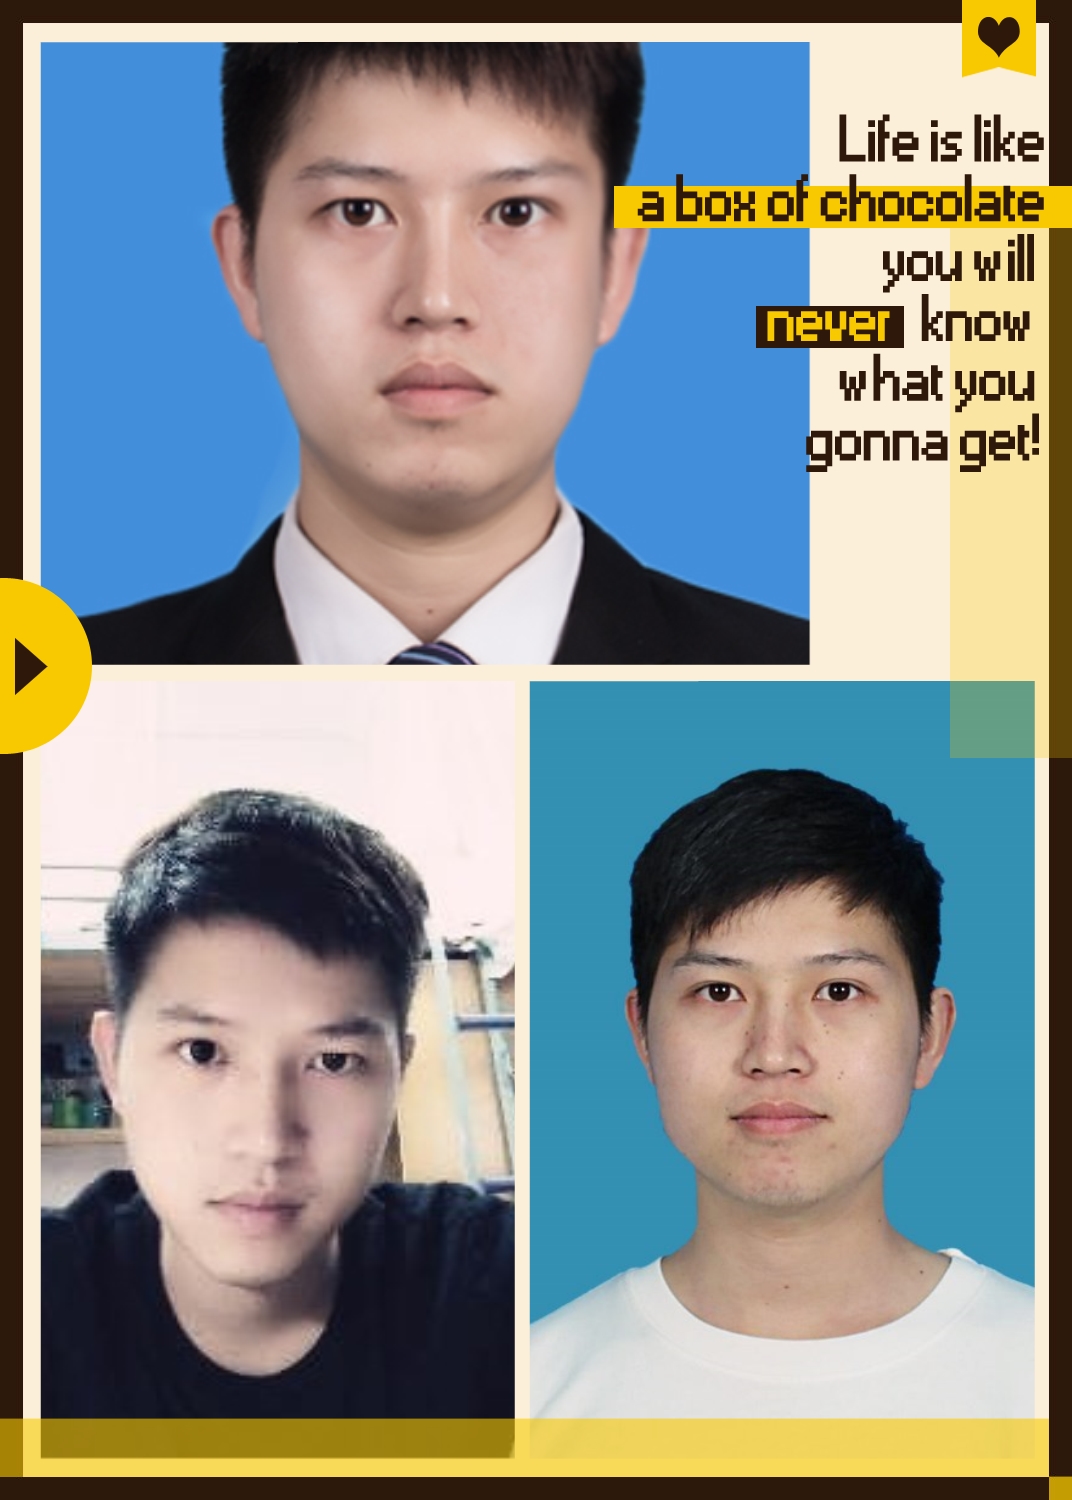 Life is like
a box of chocolate
you will
never know
what you
gonna get!